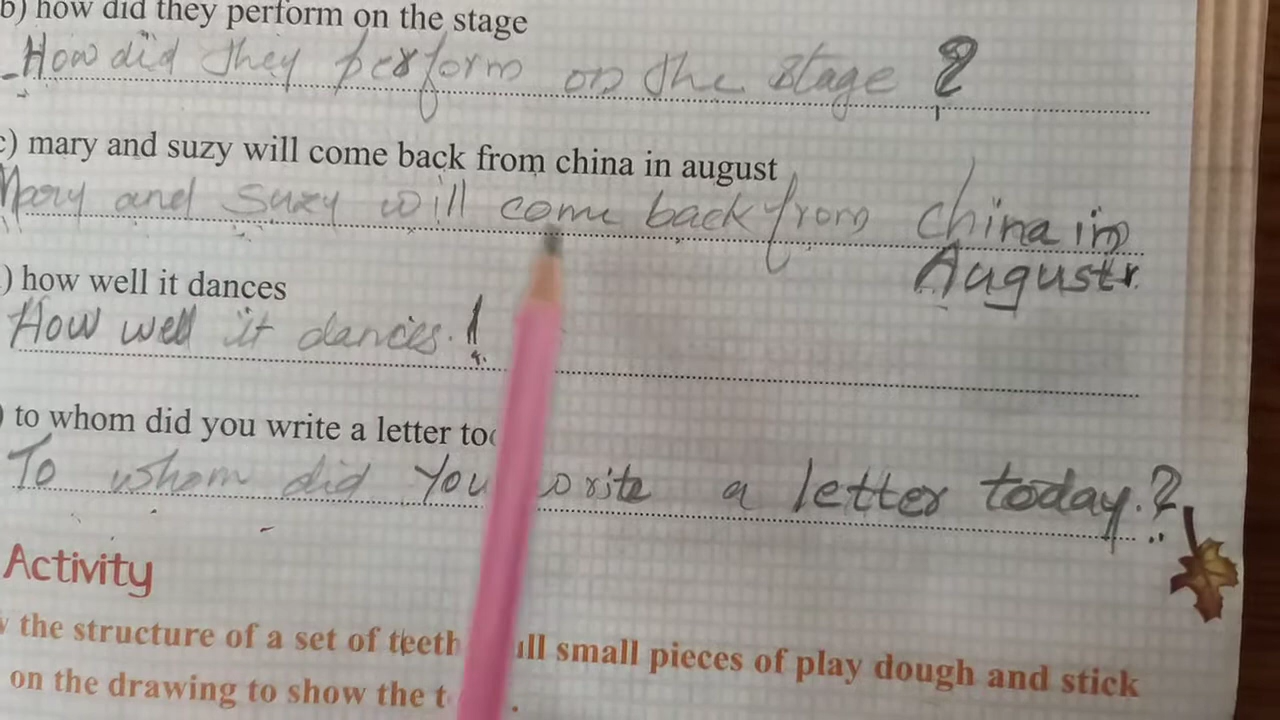 b) how did they perform on the stage
How did they perform on the stage ?
c) mary and suzy will come back from china in august
Mary and Suzy will come back from China in
August.
) how well it dances
How well it dances. !
) to whom did you write a letter to
To whom did you write a letter today.?
Activity
the structure of a set of teeth small pieces of play dough and stick
on the drawing to show the